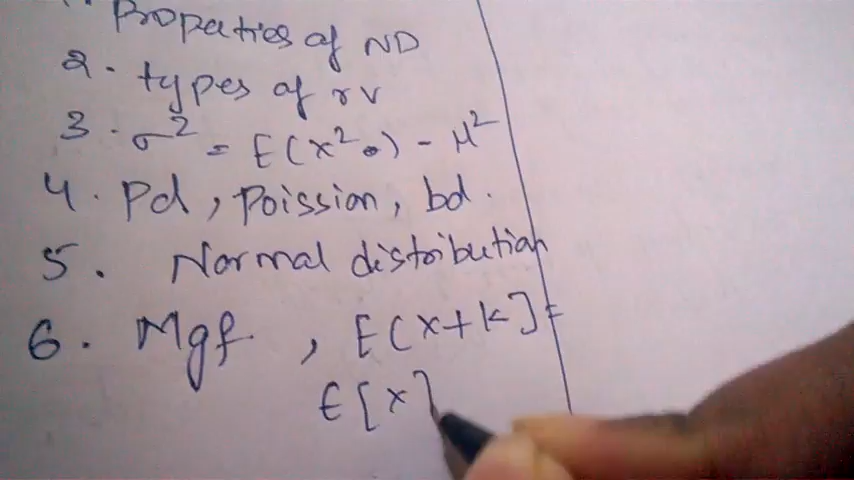 Properties of ND
2. types of rv
3. σ² = E(x²) - μ²
4. Pd, Poission, bd.
5. Normal distribution
6. Mgf, E(x+k] =
E[x]